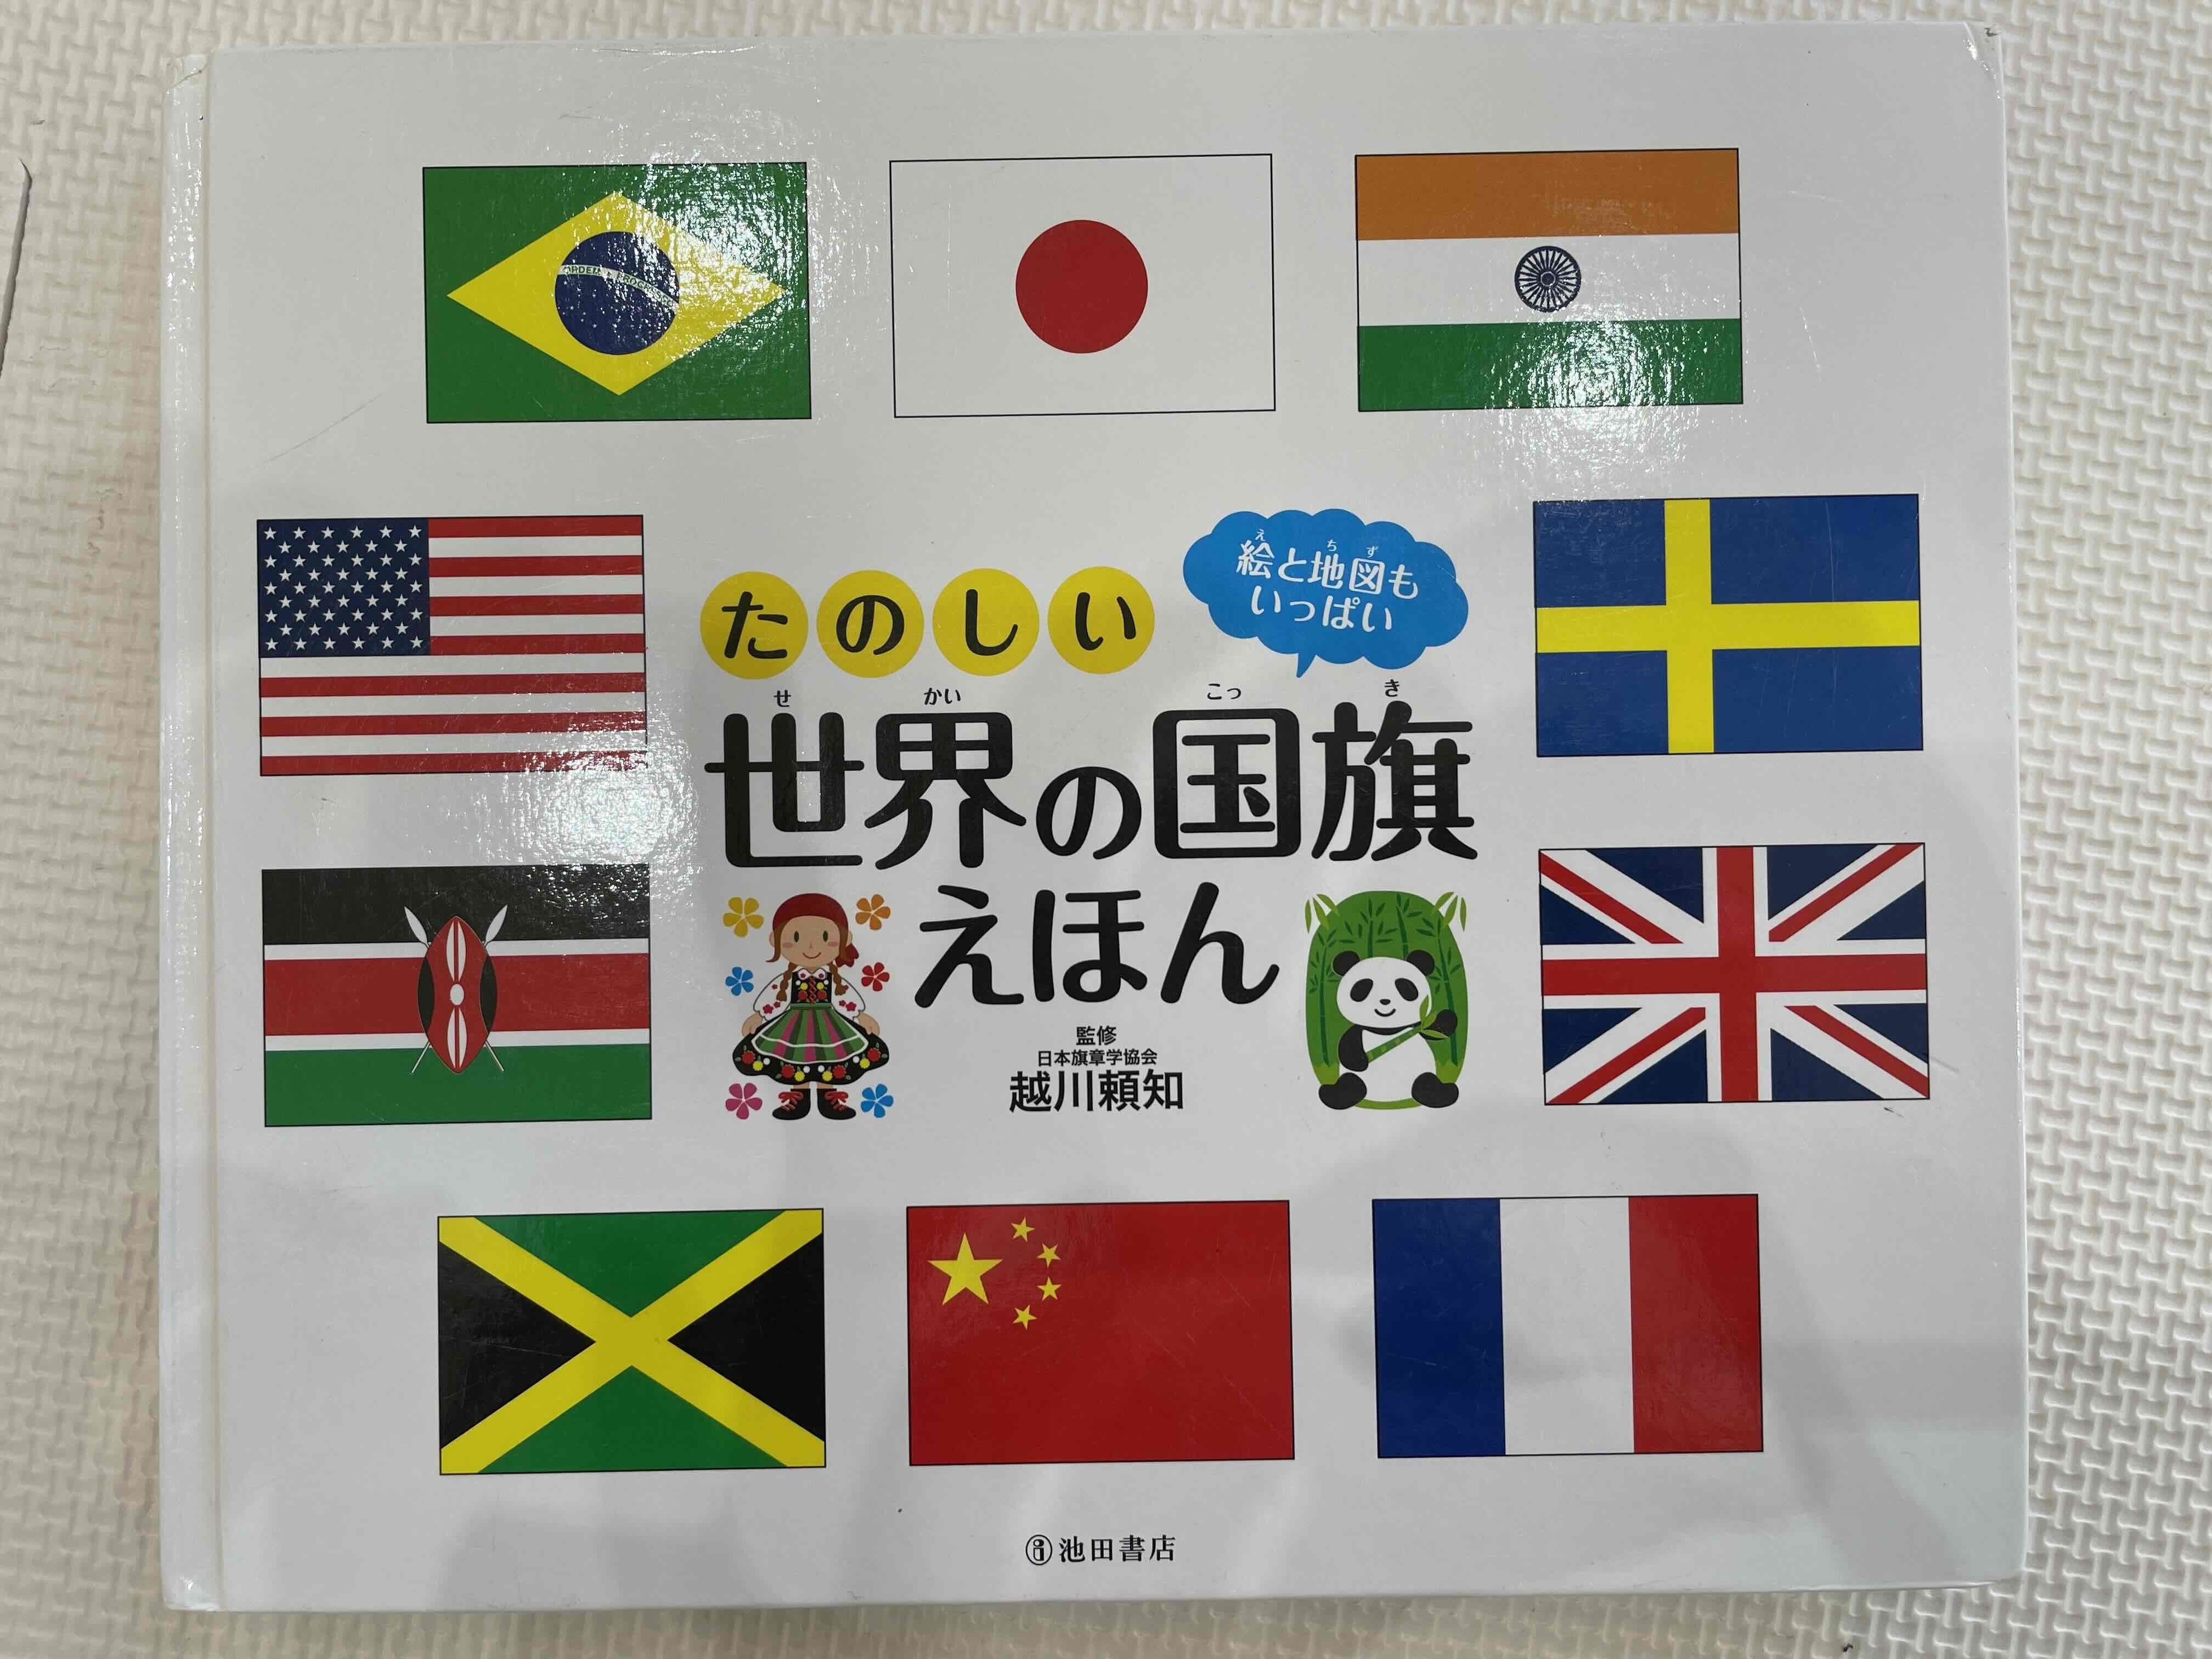 絵と地図も
いっぱい
たのしい
世界の国旗
えほん
監修
日本旗章学協会
越川頼知
池田書店